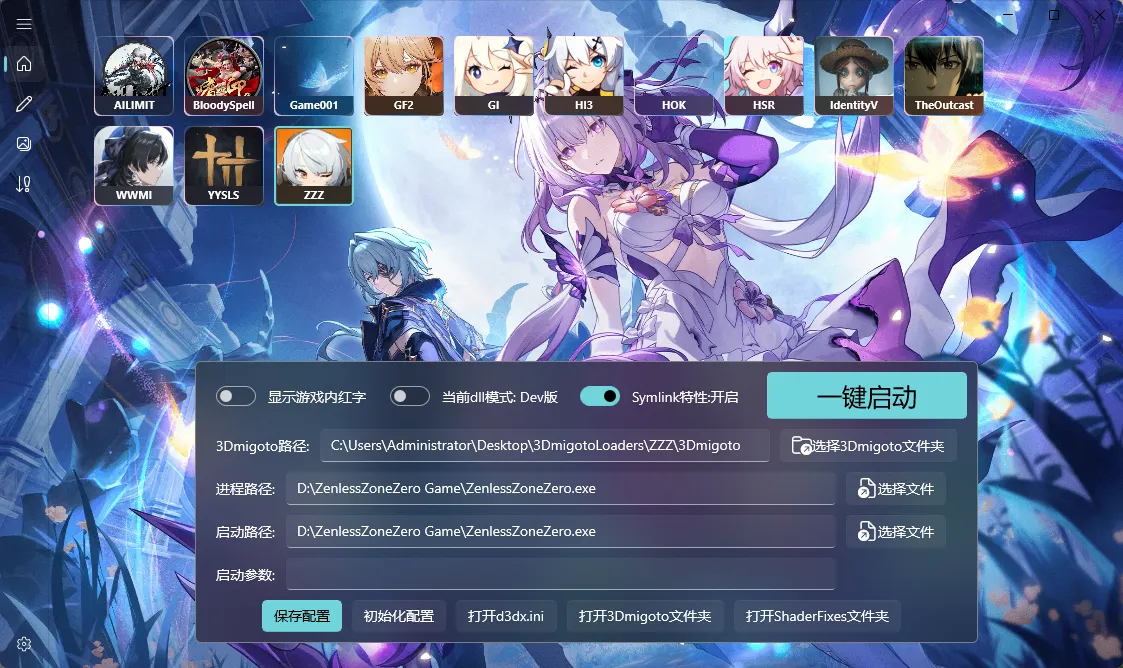 AILIMIT
BloodySpell
Game001
GF2
GI
HI3
HOK
HSR
IdentityV
TheOutcast
WWMI
YYSLS
ZZZ
显示游戏内红字
当前dll模式: Dev版
Symlink特性:开启
一键启动
3Dmigoto路径:
C:\Users\Administrator\Desktop\3DmigotoLoaders\ZZZ\3Dmigoto
选择3Dmigoto文件夹
进程路径:
D:\ZenlessZoneZero Game\ZenlessZoneZero.exe
选择文件
启动路径:
D:\ZenlessZoneZero Game\ZenlessZoneZero.exe
选择文件
启动参数:
保存配置
初始化配置
打开d3dx.ini
打开3Dmigoto文件夹
打开ShaderFixes文件夹